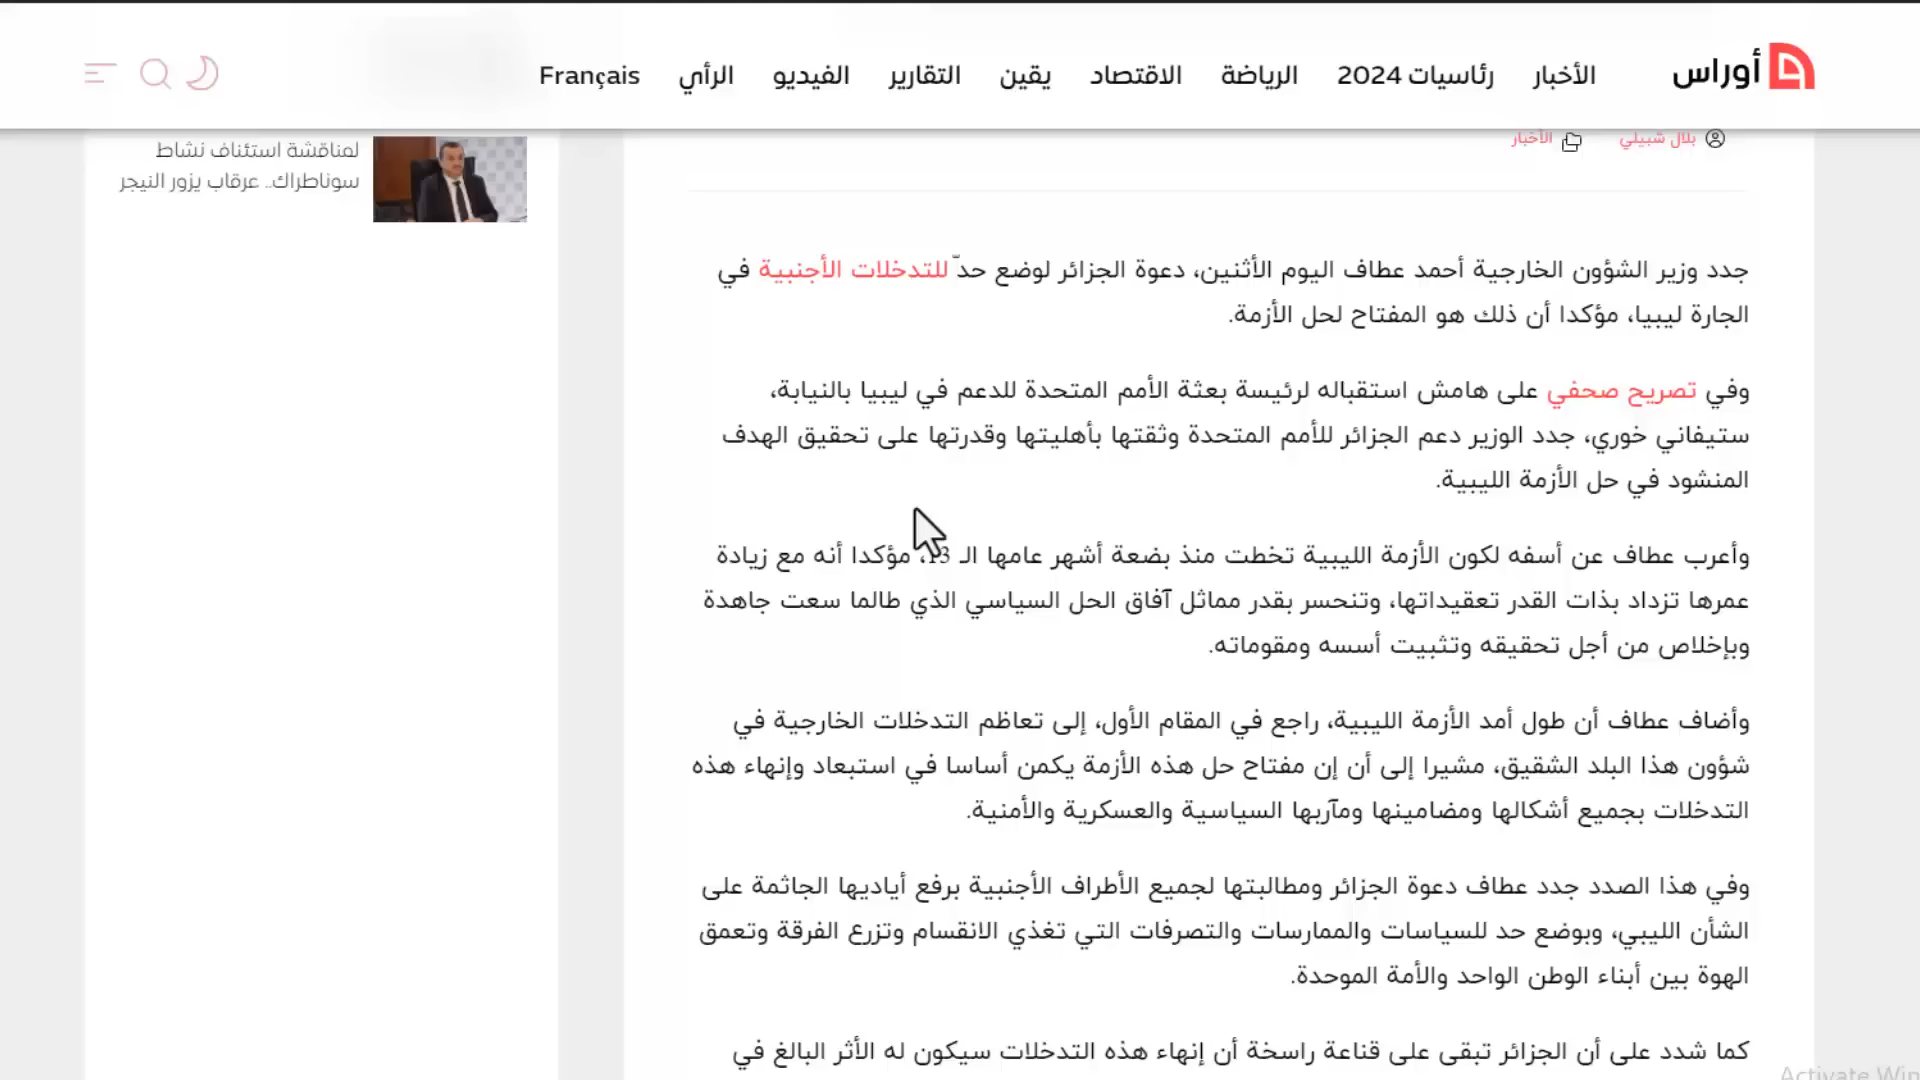 أوراس
الأخبار
رئاسيات 2024
الرياضة
الاقتصاد
يقين
التقارير
الفيديو
الرأي
Français
بلال شبيلي
الأخبار
جدد وزير الشؤون الخارجية أحمد عطاف اليوم الأثنين، دعوة الجزائر لوضع حدّ للتدخلات الأجنبية في
الجارة ليبيا، مؤكدا أن ذلك هو المفتاح لحل الأزمة.
وفي تصريح صحفي على هامش استقباله لرئيسة بعثة الأمم المتحدة للدعم في ليبيا بالنيابة،
ستيفاني خوري، جدد الوزير دعم الجزائر للأمم المتحدة وثقتها بأهليتها وقدرتها على تحقيق الهدف
المنشود في حل الأزمة الليبية.
وأعرب عطاف عن أسفه لكون الأزمة الليبية تخطت منذ بضعة أشهر عامها الـ 13، مؤكدا أنه مع زيادة
عمرها تزداد بذات القدر تعقيداتها، وتنحسر بقدر مماثل آفاق الحل السياسي الذي طالما سعت جاهدة
وبإخلاص من أجل تحقيقه وتثبيت أسسه ومقوماته.
وأضاف عطاف أن طول أمد الأزمة الليبية، راجع في المقام الأول، إلى تعاظم التدخلات الخارجية في
شؤون هذا البلد الشقيق، مشيرا إلى أن إن مفتاح حل هذه الأزمة يكمن أساسا في استبعاد وإنهاء هذه
التدخلات بجميع أشكالها ومضامينها ومآربها السياسية والعسكرية والأمنية.
وفي هذا الصدد جدد عطاف دعوة الجزائر ومطالبتها لجميع الأطراف الأجنبية برفع أياديها الجاثمة على
الشأن الليبي، وبوضع حد للسياسات والممارسات والتصرفات التي تغذي الانقسام وتزرع الفرقة وتعمق
الهوة بين أبناء الوطن الواحد والأمة الموحدة.
كما شدد على أن الجزائر تبقى على قناعة راسخة أن إنهاء هذه التدخلات سيكون له الأثر البالغ في
لمناقشة استئناف نشاط
سوناطراك.. عرقاب يزور النيجر
Activate Win